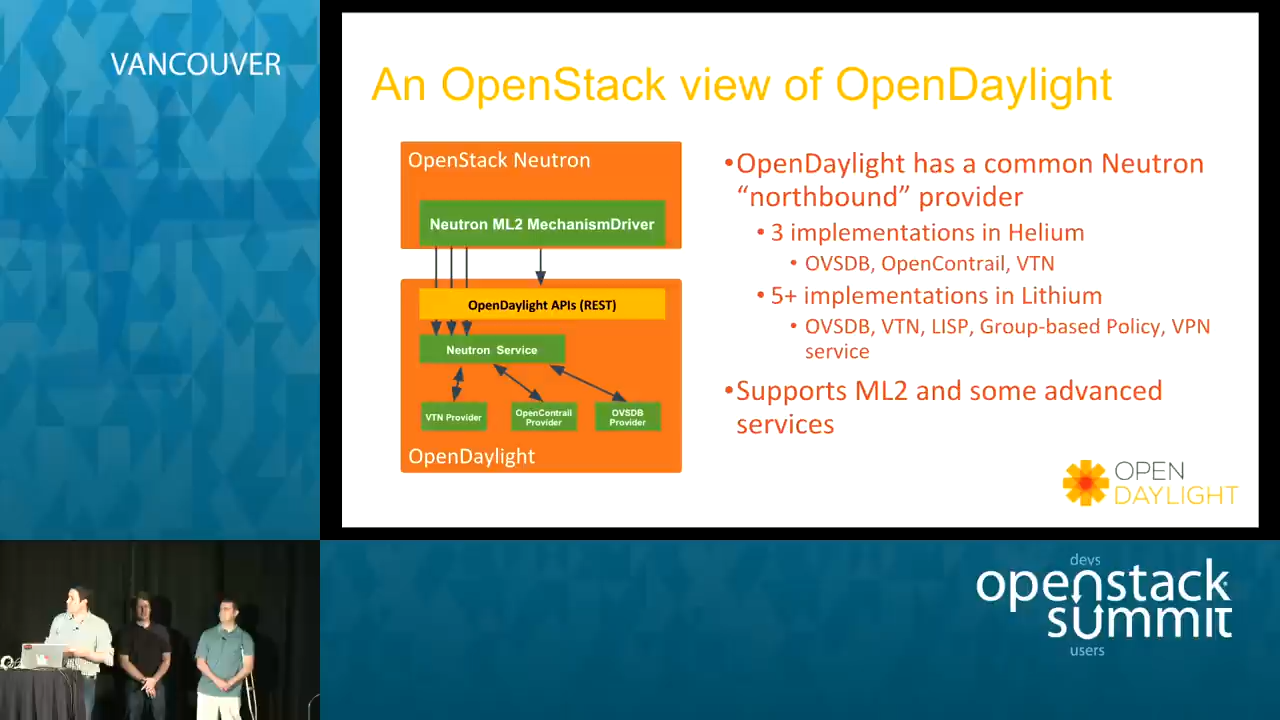 VANCOUVER
An OpenStack view of OpenDaylight
OpenStack Neutron
Neutron ML2 MechanismDriver
OpenDaylight APIs (REST)
Neutron Service
VTN Provider
OpenContrail
Provider
OVSDB
Provider
OpenDaylight
•OpenDaylight has a common Neutron
“northbound” provider
• 3 implementations in Helium
• OVSDB, OpenContrail, VTN
• 5+ implementations in Lithium
• OVSDB, VTN, LISP, Group-based Policy, VPN
service
•Supports ML2 and some advanced
services
OPEN
DAYLIGHT
devs
openstack
summit
users